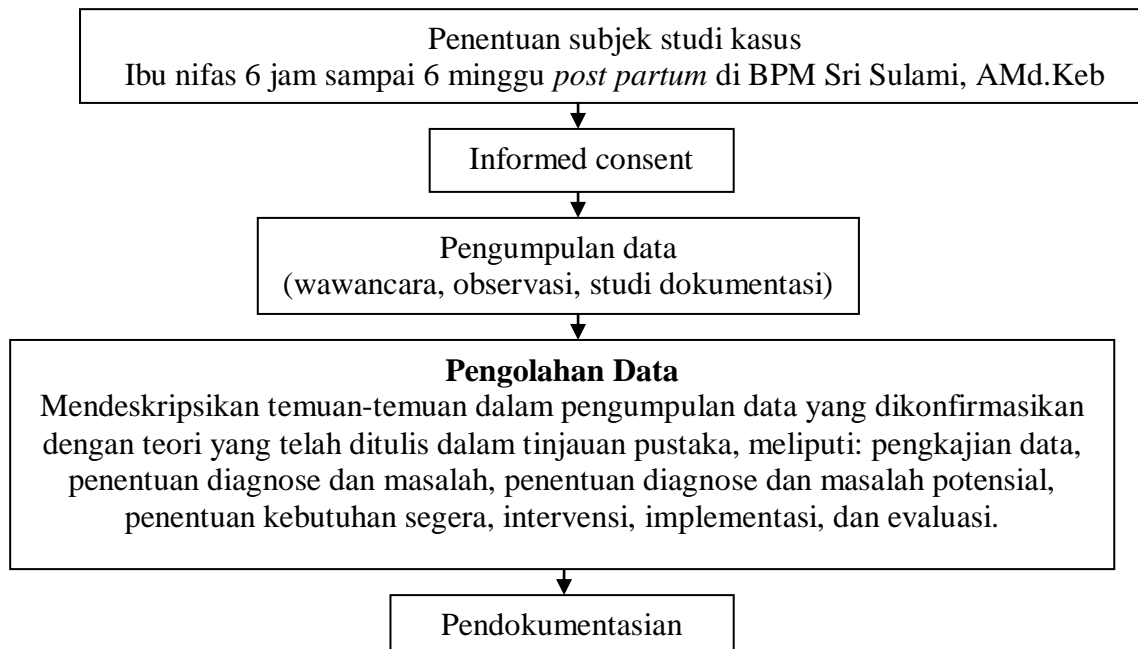 Penentuan subjek studi kasus
Ibu nifas 6 jam sampai 6 minggu post partum di BPM Sri Sulami, AMd.Keb
Informed consent
Pengumpulan data
(wawancara, observasi, studi dokumentasi)
Pengolahan Data
Mendeskripsikan temuan-temuan dalam pengumpulan data yang dikonfirmasikan
dengan teori yang telah ditulis dalam tinjauan pustaka, meliputi: pengkajian data,
penentuan diagnose dan masalah, penentuan diagnose dan masalah potensial,
penentuan kebutuhan segera, intervensi, implementasi, dan evaluasi.
Pendokumentasian